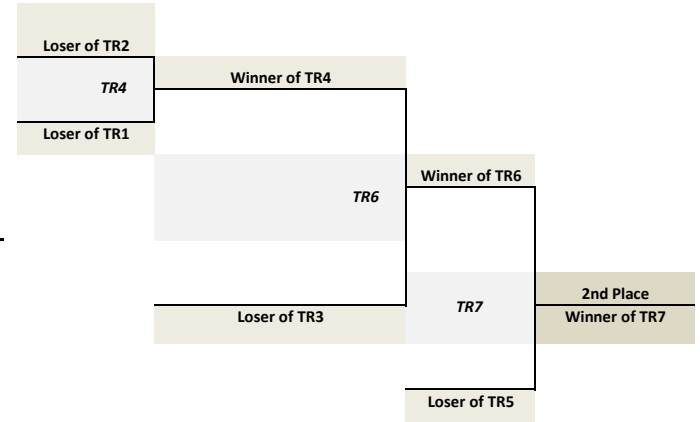 Loser of TR2
TR4
Winner of TR4
Loser of TR1
Winner of TR6
TR6
2nd Place
TR7
Loser of TR3
Winner of TR7
Loser of TR5